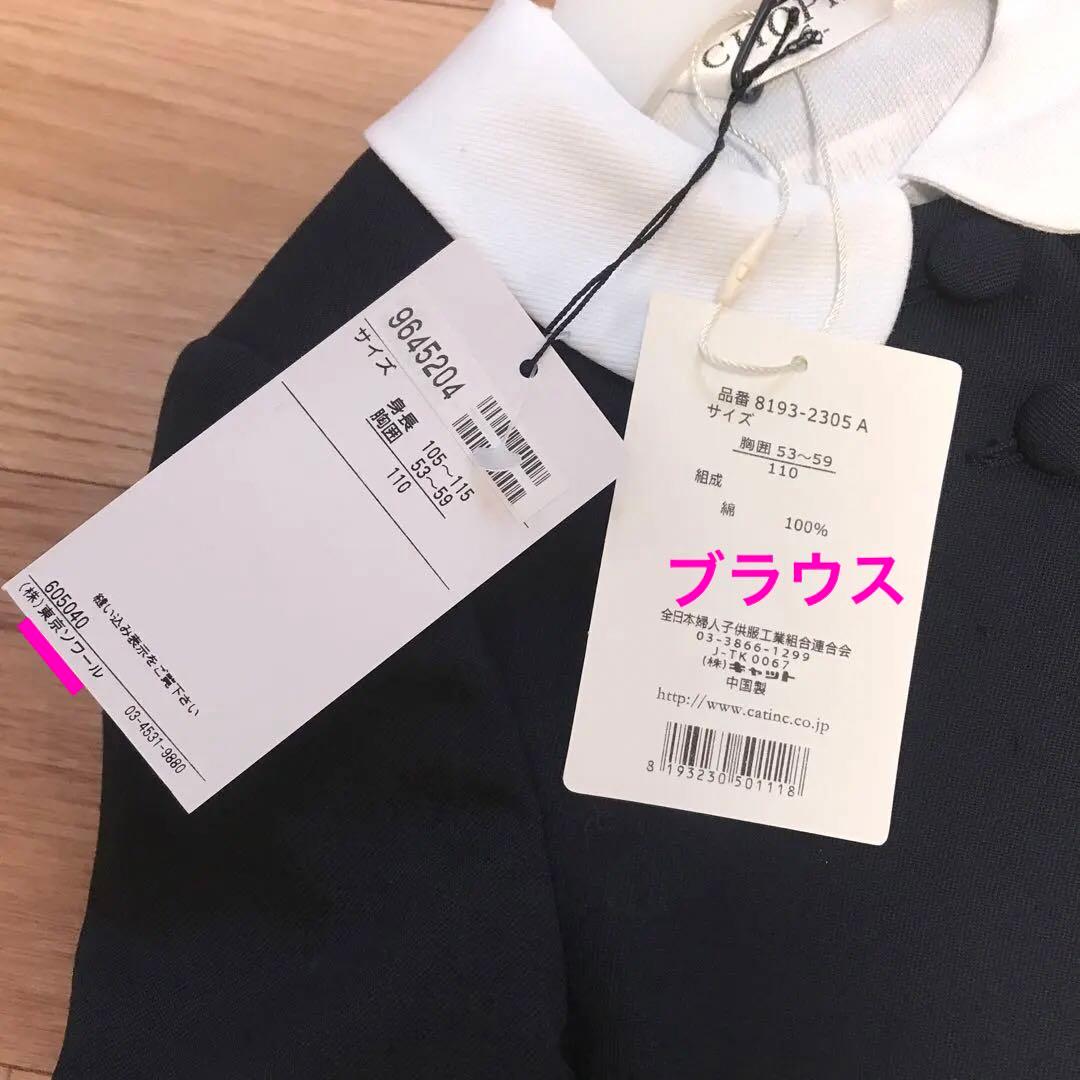 9645204
サイズ
身長 105～115
胸囲 53～59
110
縫い込み表示をご覧下さい
605040
(株)東京ソワール
03-4531-9880
品番 8193-2305 A
サイズ
胸囲 53～59
110
組成
綿 100%
ブラウス
全日本婦人子供服工業組合連合会
03-3866-1299
J-TK0067
(株)キャット
中国製
http://www.catinc.co.jp
8 193230 501118